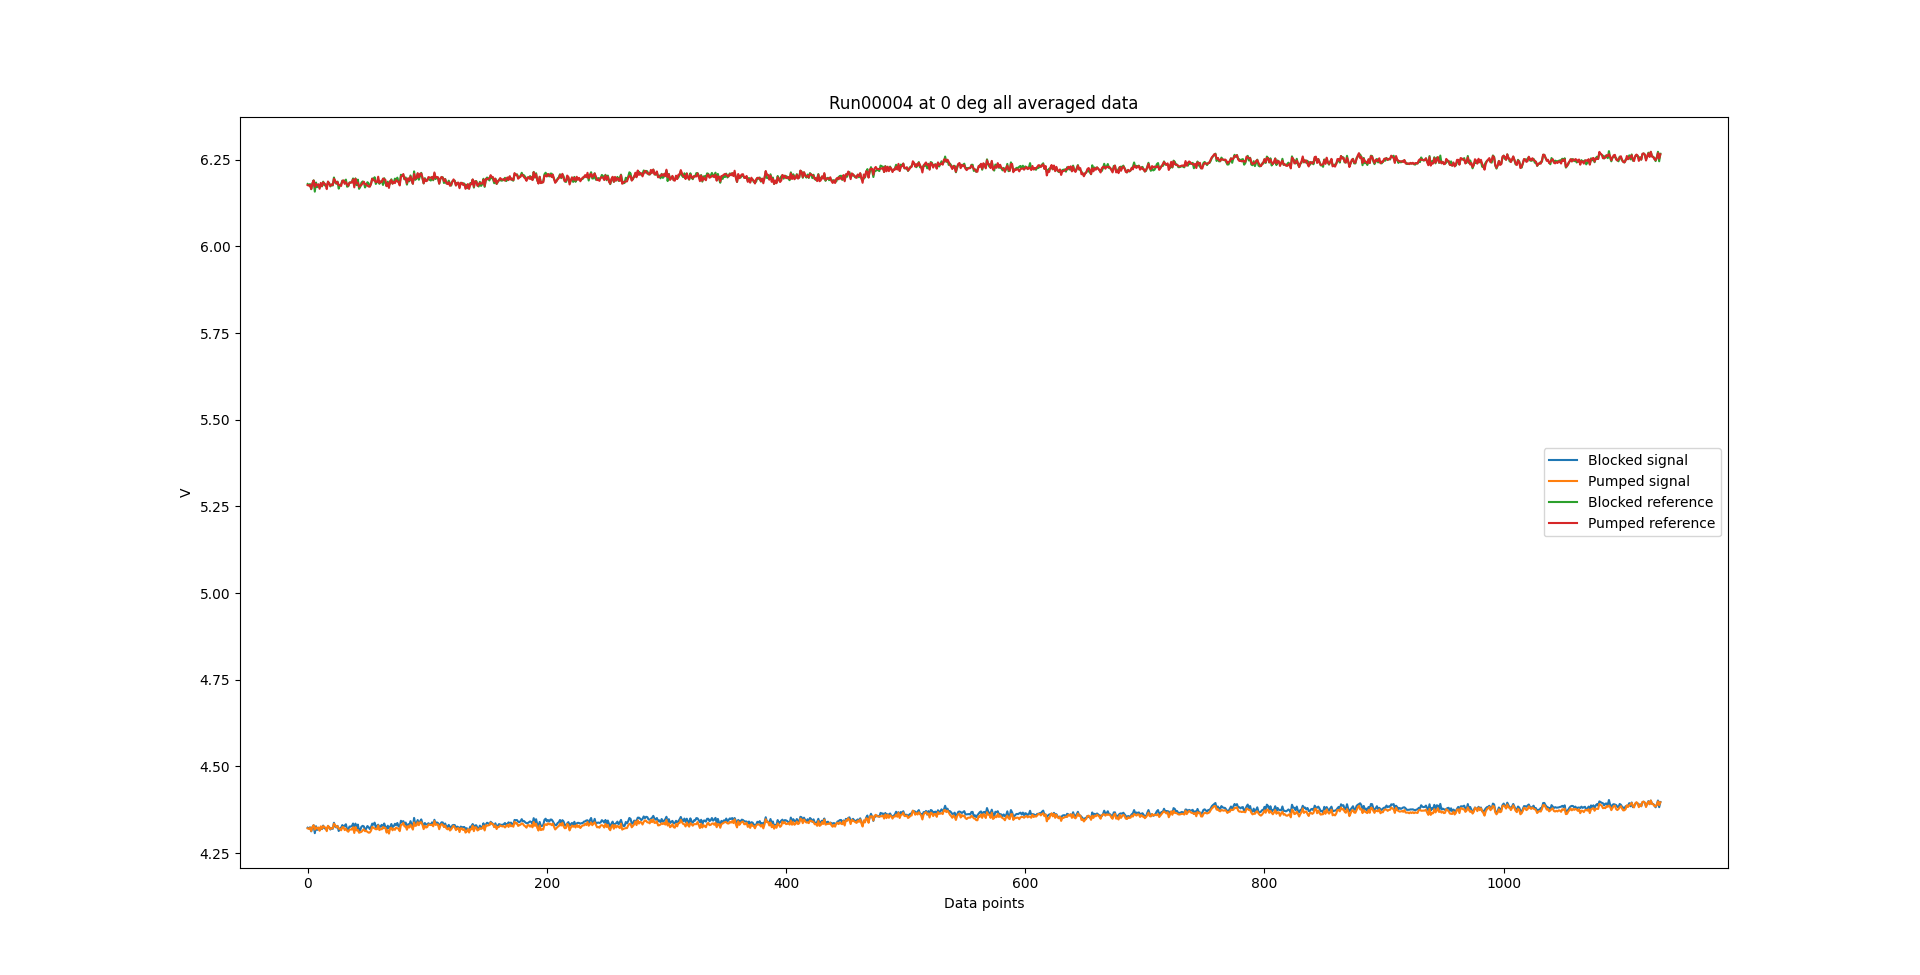 Run00004 at 0 deg all averaged data
6.25
6.00
5.75
5.50
5.25
5.00
4.75
4.50
4.25
V
Blocked signal
Pumped signal
Blocked reference
Pumped reference
0 200 400 600 800 1000
Data points